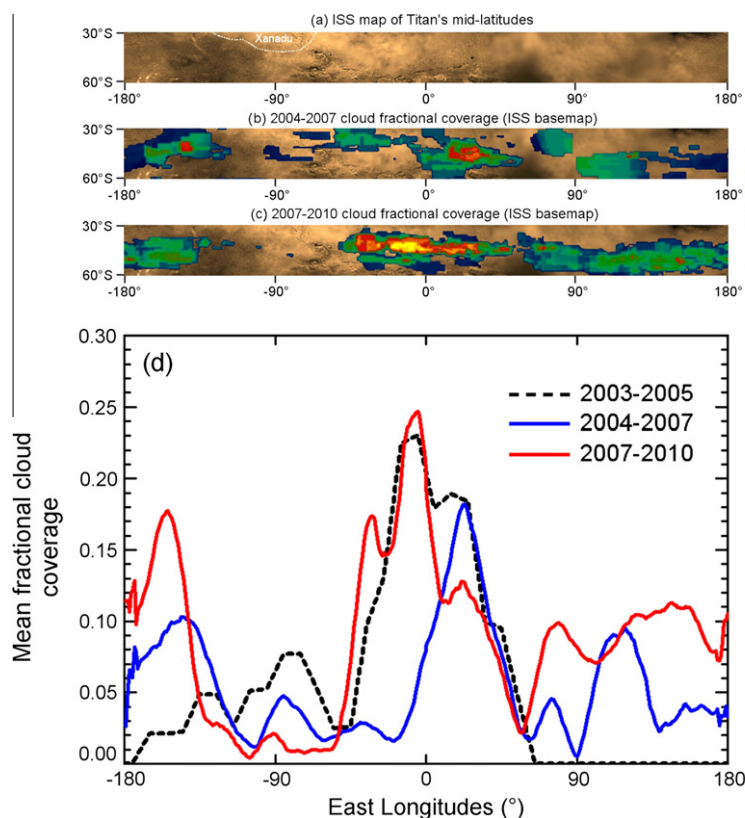 (a) ISS map of Titan's mid-latitudes
30°S
Xanadu
60°S
-180° -90° 0° 90° 180°
(b) 2004-2007 cloud fractional coverage (ISS basemap)
30°S
60°S
-180° -90° 0° 90° 180°
(c) 2007-2010 cloud fractional coverage (ISS basemap)
30°S
60°S
-180° -90° 0° 90° 180°
0.30
(d)
2003-2005
0.25
2004-2007
2007-2010
0.20
0.15
0.10
0.05
0.00
Mean fractional cloud
coverage
-180 -90 0 90 180
East Longitudes (°)